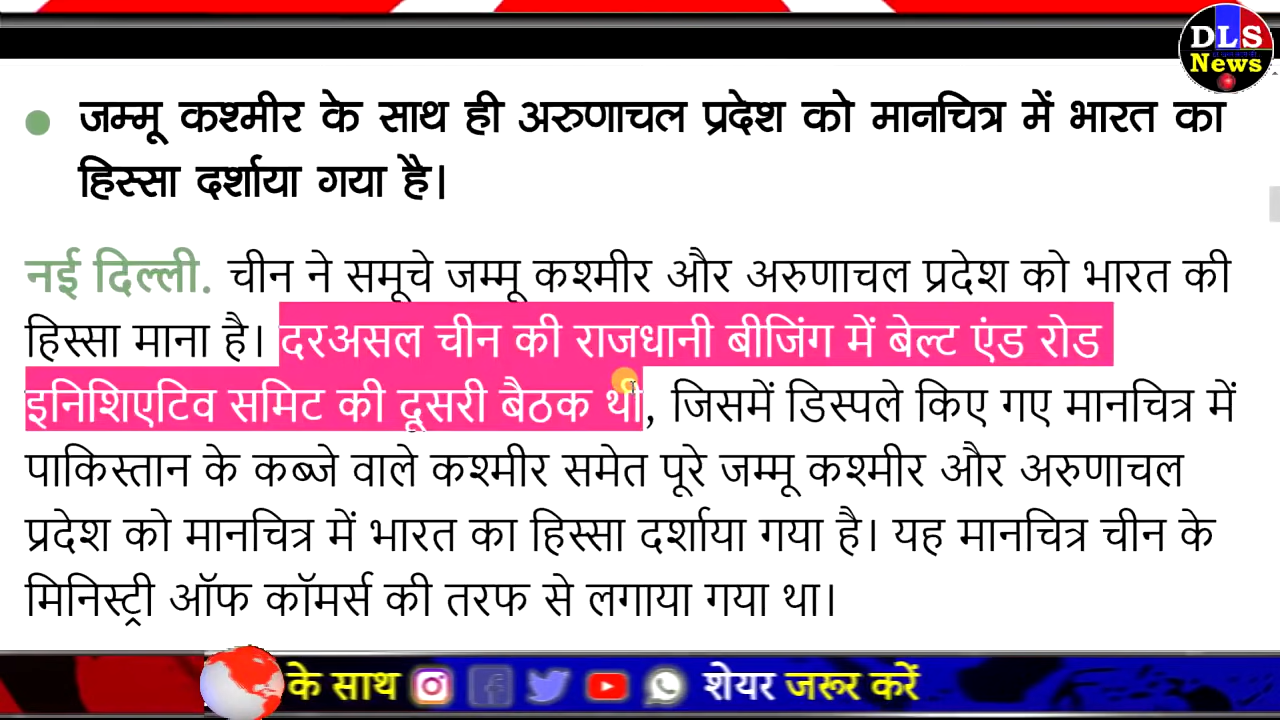 DLS
News
जम्मू कश्मीर के साथ ही अरुणाचल प्रदेश को मानचित्र में भारत का
हिस्सा दर्शाया गया है।
नई दिल्ली. चीन ने समूचे जम्मू कश्मीर और अरुणाचल प्रदेश को भारत की
हिस्सा माना है। दरअसल चीन की राजधानी बीजिंग में बेल्ट एंड रोड
इनिशिएटिव समिट की दूसरी बैठक थी, जिसमें डिस्पले किए गए मानचित्र में
पाकिस्तान के कब्जे वाले कश्मीर समेत पूरे जम्मू कश्मीर और अरुणाचल
प्रदेश को मानचित्र में भारत का हिस्सा दर्शाया गया है। यह मानचित्र चीन के
मिनिस्ट्री ऑफ कॉमर्स की तरफ से लगाया गया था।
के साथ शेयर जरूर करें